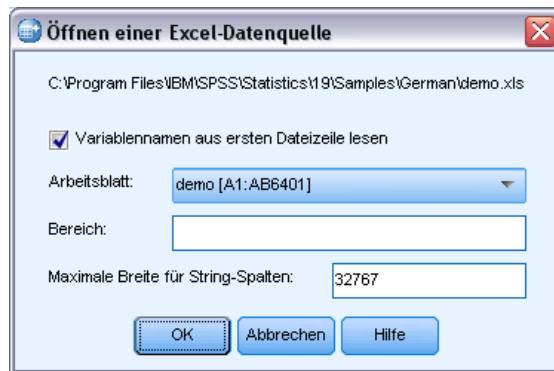 Öffnen einer Excel-Datenquelle
C:\Program Files\IBM\SPSS\Statistics\19\Samples\German\demo.xls
Variablennamen aus ersten Dateizeile lesen
Arbeitsblatt: demo [A1:AB6401]
Bereich:
Maximale Breite für String-Spalten: 32767
OK Abbrechen Hilfe